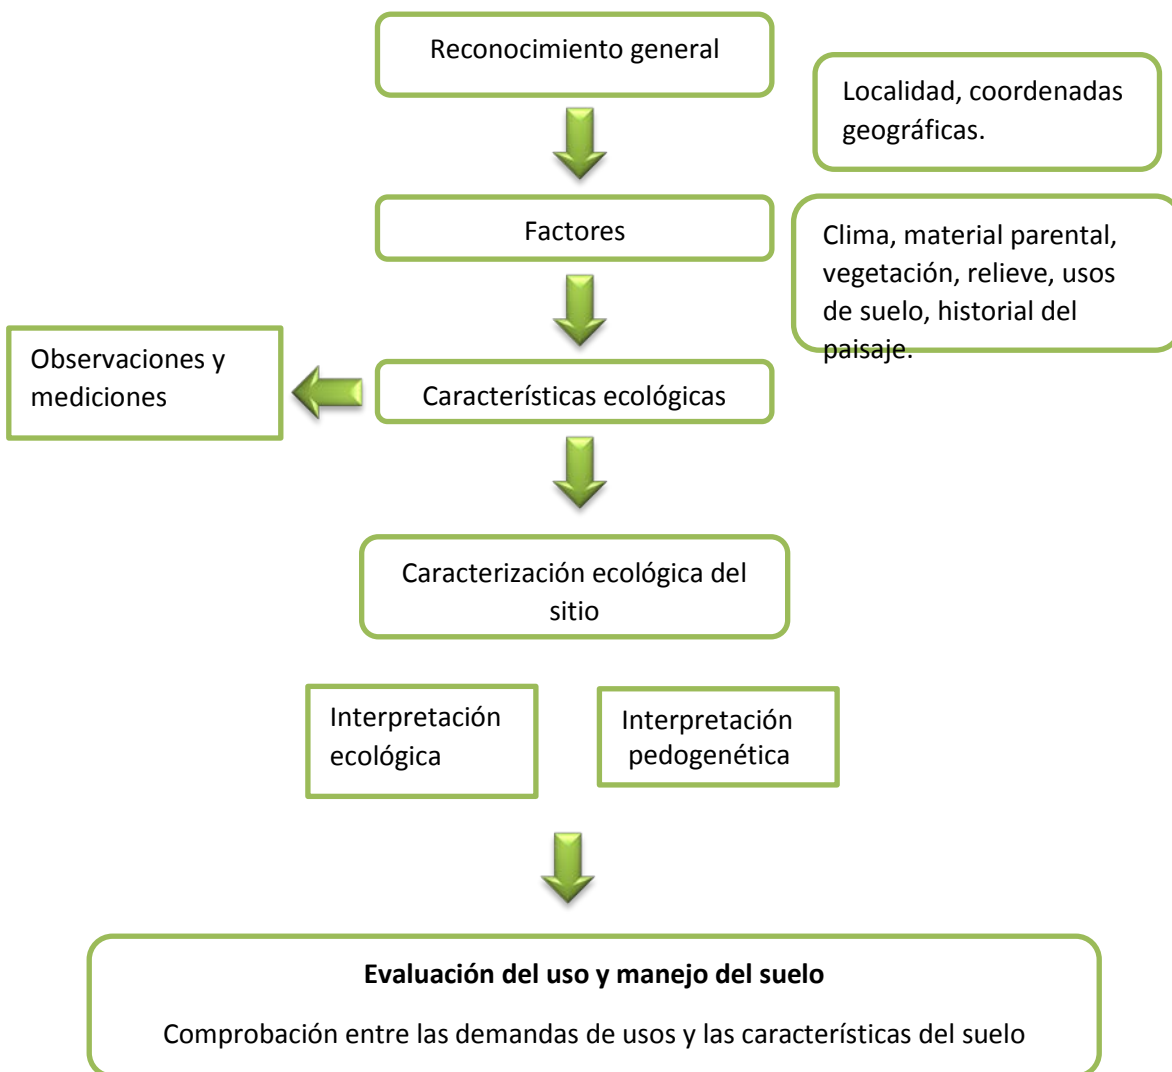 Reconocimiento general
Localidad, coordenadas
geográficas.
Factores
Clima, material parental,
vegetación, relieve, usos
de suelo, historial del
paisaje.
Observaciones y
mediciones
Características ecológicas
Caracterización ecológica del
sitio
Interpretación
ecológica
Interpretación
pedogenética
Evaluación del uso y manejo del suelo
Comprobación entre las demandas de usos y las características del suelo